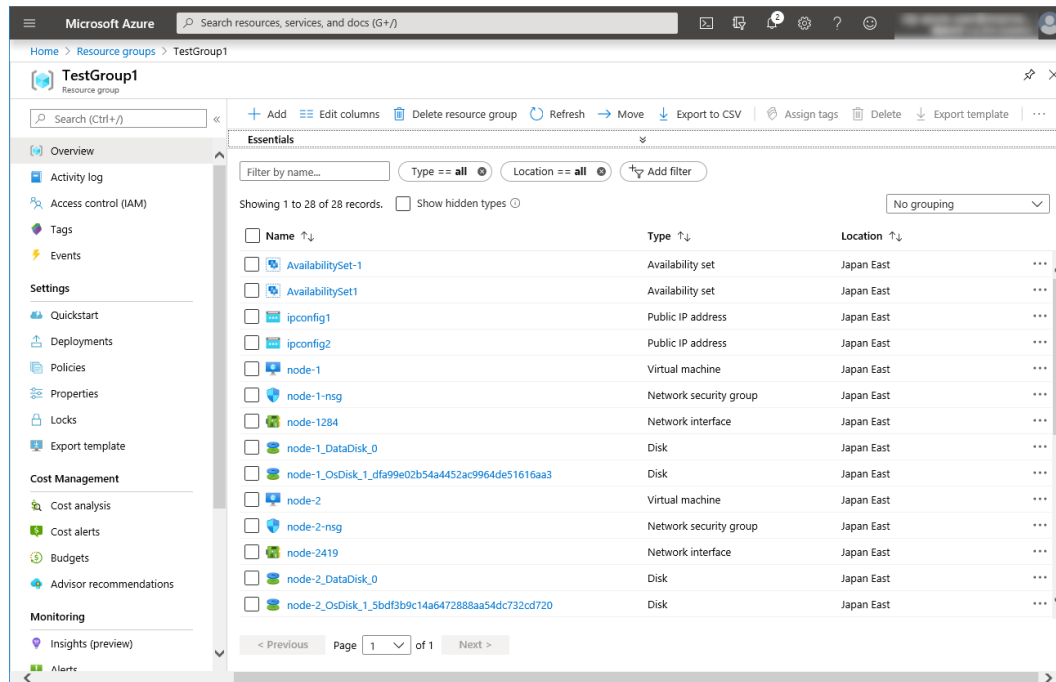 Microsoft Azure
Search resources, services, and docs (G+/)
2
Home > Resource groups > TestGroup1
TestGroup1
Resource group
Search (Ctrl+/)
Overview
Activity log
Access control (IAM)
Tags
Events
Settings
Quickstart
Deployments
Policies
Properties
Locks
Export template
Cost Management
Cost analysis
Cost alerts
Budgets
Advisor recommendations
Monitoring
Insights (preview)
Alerts
Add Edit columns Delete resource group Refresh Move Export to CSV Assign tags Delete Export template
Essentials
Filter by name... Type == all Location == all Add filter
Showing 1 to 28 of 28 records. Show hidden types No grouping
Name Type Location
AvailabilitySet-1 Availability set Japan East
AvailabilitySet1 Availability set Japan East
ipconfig1 Public IP address Japan East
ipconfig2 Public IP address Japan East
node-1 Virtual machine Japan East
node-1-nsg Network security group Japan East
node-1284 Network interface Japan East
node-1_DataDisk_0 Disk Japan East
node-1_OsDisk_1_dfa99e02b54a4452ac9964de51616aa3 Disk Japan East
node-2 Virtual machine Japan East
node-2-nsg Network security group Japan East
node-2419 Network interface Japan East
node-2_DataDisk_0 Disk Japan East
node-2_OsDisk_1_5bdf3b9c14a6472888aa54dc732cd720 Disk Japan East
< Previous Page 1 of 1 Next >